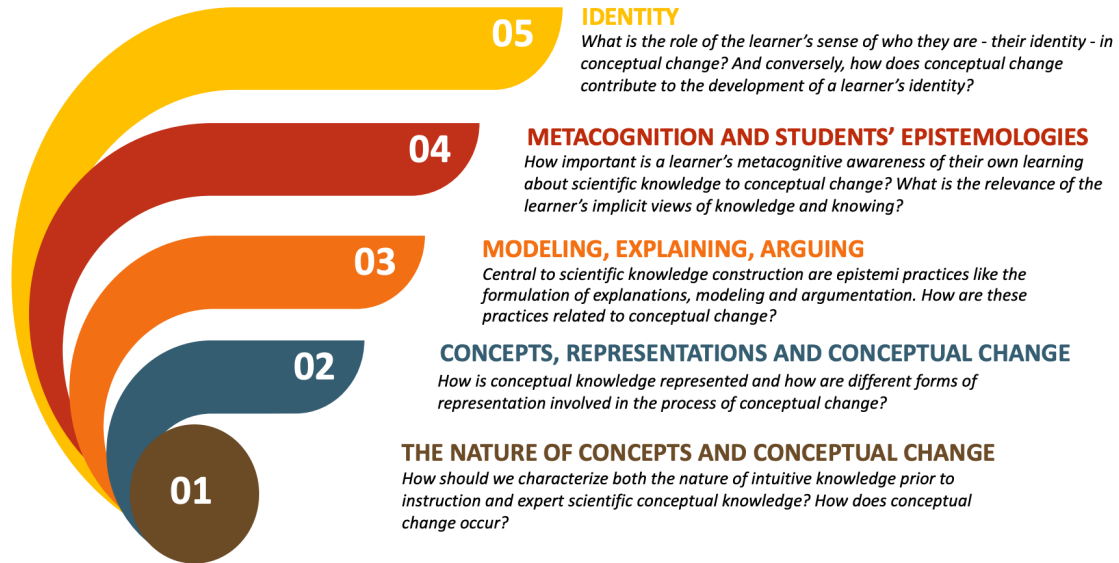 05
IDENTITY
What is the role of the learner's sense of who they are - their identity - in
conceptual change? And conversely, how does conceptual change
contribute to the development of a learner's identity?
04
METACOGNITION AND STUDENTS' EPISTEMOLOGIES
How important is a learner's metacognitive awareness of their own learning
about scientific knowledge to conceptual change? What is the relevance of the
learner's implicit views of knowledge and knowing?
03
MODELING, EXPLAINING, ARGUING
Central to scientific knowledge construction are epistemi practices like the
formulation of explanations, modeling and argumentation. How are these
practices related to conceptual change?
02
CONCEPTS, REPRESENTATIONS AND CONCEPTUAL CHANGE
How is conceptual knowledge represented and how are different forms of
representation involved in the process of conceptual change?
01
THE NATURE OF CONCEPTS AND CONCEPTUAL CHANGE
How should we characterize both the nature of intuitive knowledge prior to
instruction and expert scientific conceptual knowledge? How does conceptual
change occur?